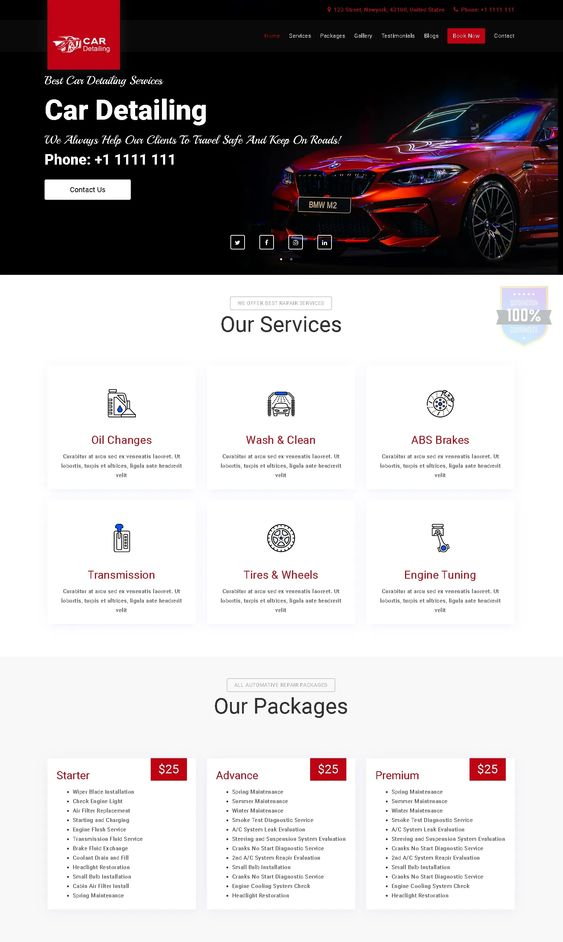 123 Street, Newyork, 40160, United States
Phone: +1 1111 111
CAR
Detailing
Home Services Packages Gallery Testimonials Blogs Book Now Contact
Best Car Detailing Services
Car Detailing
We Always Help Our Clients To Travel Safe And Keep On Roads!
Phone: +1 1111 111
Contact Us
BMW M2
WE OFFER BEST REPAIR SERVICES
Our Services
SATISFACTION
100%
GUARANTEE
Oil Changes
Curabitur at arcu sed ex venenatis laoreet. Ut
lobortis, turpis et ultrices, ligula ante hendrerit
velit
Wash & Clean
Curabitur at arcu sed ex venenatis laoreet. Ut
lobortis, turpis et ultrices, ligula ante hendrerit
velit
ABS Brakes
Curabitur at arcu sed ex venenatis laoreet. Ut
lobortis, turpis et ultrices, ligula ante hendrerit
velit
Transmission
Curabitur at arcu sed ex venenatis laoreet. Ut
lobortis, turpis et ultrices, ligula ante hendrerit
velit
Tires & Wheels
Curabitur at arcu sed ex venenatis laoreet. Ut
lobortis, turpis et ultrices, ligula ante hendrerit
velit
Engine Tuning
Curabitur at arcu sed ex venenatis laoreet. Ut
lobortis, turpis et ultrices, ligula ante hendrerit
velit
ALL AUTOMATIVE REPAIR PACKAGES
Our Packages
$25
Starter
Wiper Blade Installation
Check Engine Light
Air Filter Replacement
Starting and Charging
Engine Flush Service
Transmission Fluid Service
Brake Fluid Exchange
Coolant Drain and Fill
Headlight Restoration
Small Bulb Installation
Cabin Air Filter Install
Spring Maintenance
$25
Advance
Spring Maintenance
Summer Maintenance
Winter Maintenance
Smoke Test Diagnostic Service
A/C System Leak Evaluation
Steering and Suspension System Evaluation
Cranks No Start Diagnostic Service
2nd A/C System Reapir Evaluation
Small Bulb Installation
Cranks No Start Diagnostic Service
Engine Cooling System Check
Headlight Restoration
$25
Premium
Spring Maintenance
Summer Maintenance
Winter Maintenance
Smoke Test Diagnostic Service
A/C System Leak Evaluation
Steering and Suspension System Evaluation
Cranks No Start Diagnostic Service
2nd A/C System Reapir Evaluation
Small Bulb Installation
Cranks No Start Diagnostic Service
Engine Cooling System Check
Headlight Restoration